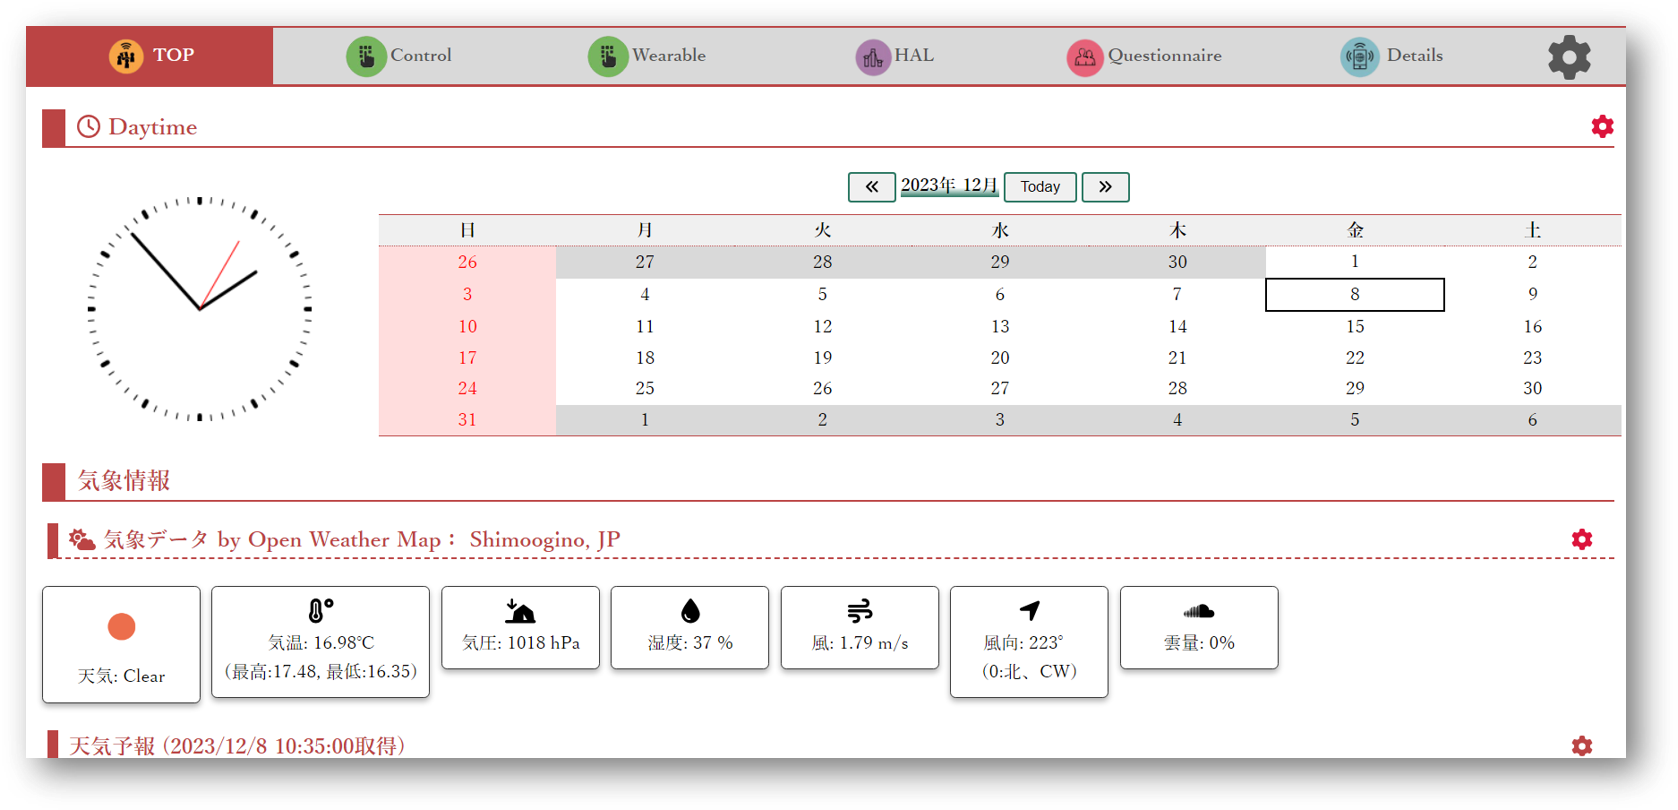 TOP Control Wearable HAL Questionnaire Details
Daytime
« 2023年 12月 Today »
日 月 火 水 木 金 土
26 27 28 29 30 1 2
3 4 5 6 7 8 9
10 11 12 13 14 15 16
17 18 19 20 21 22 23
24 25 26 27 28 29 30
31 1 2 3 4 5 6
気象情報
気象データ by Open Weather Map： Shimoogino, JP
天気: Clear
気温: 16.98℃
(最高:17.48, 最低:16.35)
気圧: 1018 hPa
湿度: 37 %
風: 1.79 m/s
風向: 223°
(0:北、CW)
雲量: 0%
天気予報 (2023/12/8 10:35:00取得)